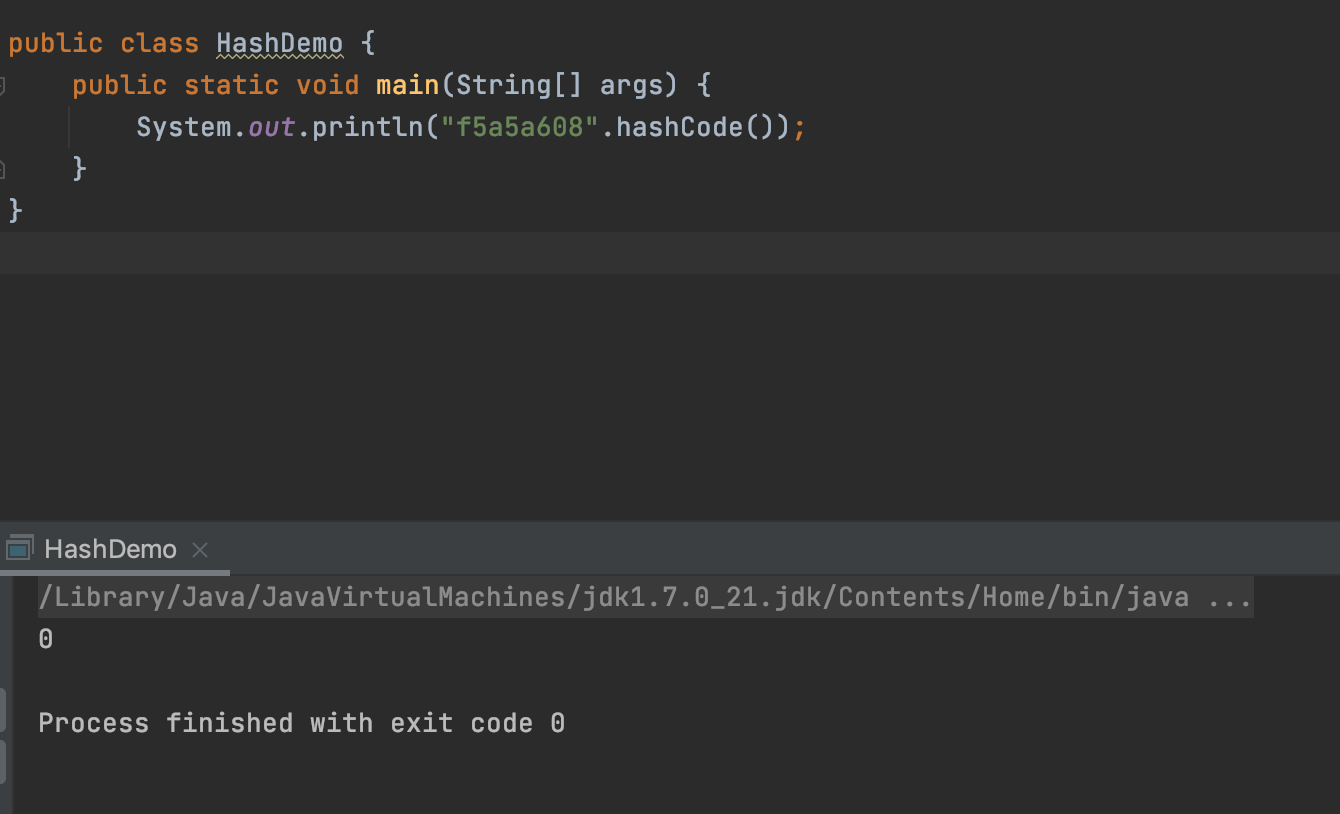 public class HashDemo {
    public static void main(String[] args) {
        System.out.println("f5a5a608".hashCode());
    }
}
HashDemo
/Library/Java/JavaVirtualMachines/jdk1.7.0_21.jdk/Contents/Home/bin/java ...
0
Process finished with exit code 0